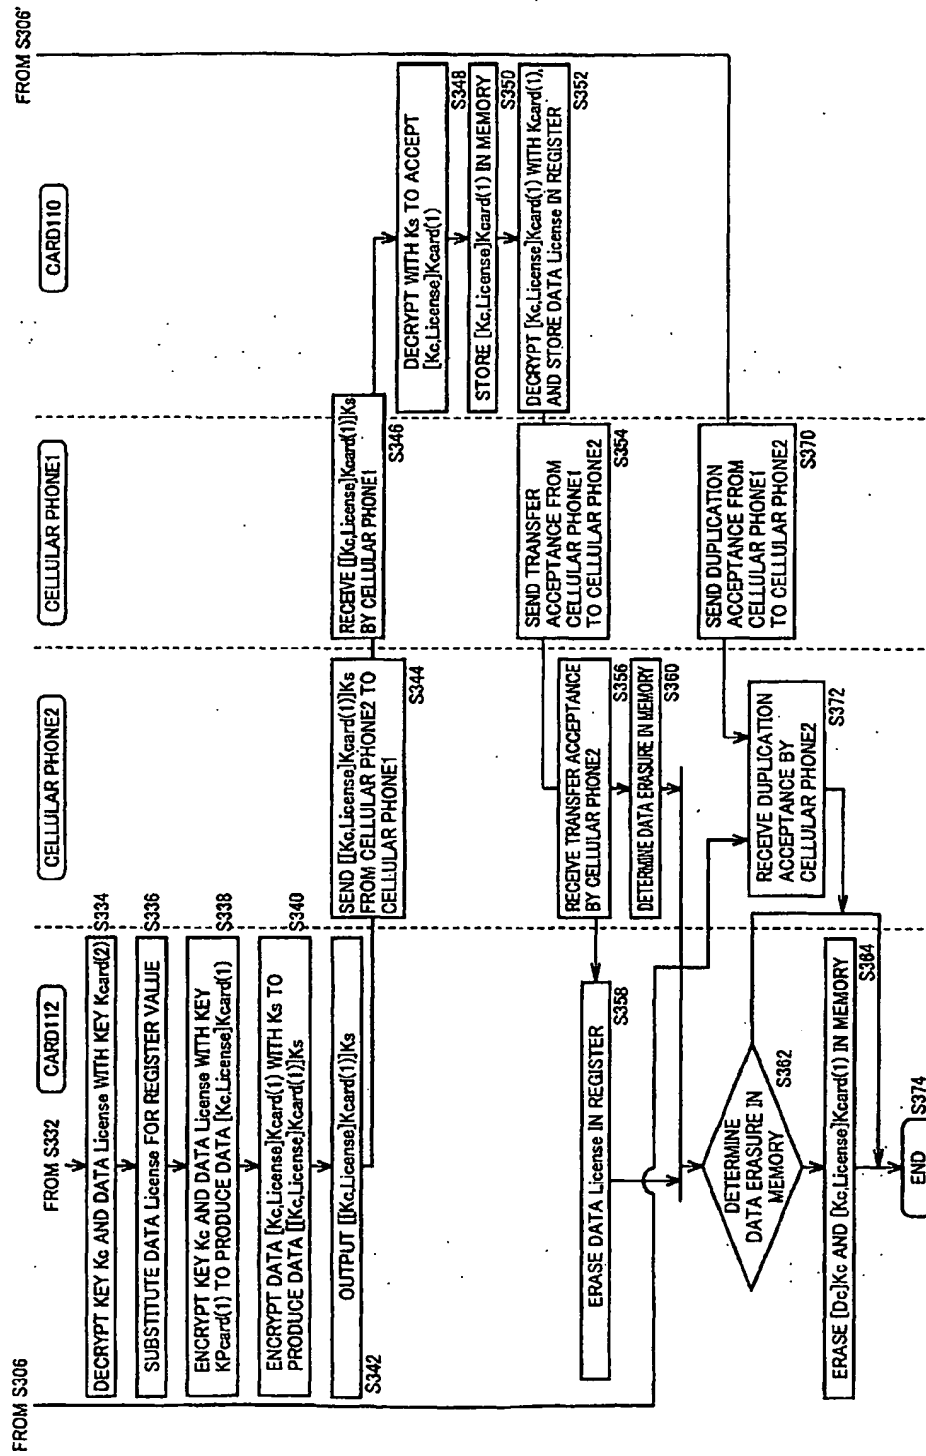 FROM S306
FROM S306'
CARD112
CELLULAR PHONE2
CELLULAR PHONE1
CARD110
FROM S332
DECRYPT KEY Kc AND DATA License WITH KEY Kcard(2)
S334
SUBSTITUTE DATA License FOR REGISTER VALUE
S336
ENCRYPT KEY Kc AND DATA License WITH KEY
KPcard(1) TO PRODUCE DATA [Kc,License]Kcard(1)
S338
ENCRYPT DATA [Kc,License]Kcard(1) WITH Ks TO
PRODUCE DATA [[Kc,License]Kcard(1)]Ks
S340
OUTPUT [[Kc,License]Kcard(1)]Ks
S342
SEND [[Kc,License]Kcard(1)]Ks
FROM CELLULAR PHONE2 TO
CELLULAR PHONE1
S344
RECEIVE [[Kc,License]Kcard(1)]Ks
BY CELLULAR PHONE1
S346
DECRYPT WITH Ks TO ACCEPT
[Kc,License]Kcard(1)
S348
STORE [Kc,License]Kcard(1) IN MEMORY
S350
DECRYPT [Kc,License]Kcard(1) WITH Kcard(1),
AND STORE DATA License IN REGISTER
S352
SEND TRANSFER
ACCEPTANCE FROM
CELLULAR PHONE1
TO CELLULAR PHONE2
S354
RECEIVE TRANSFER ACCEPTANCE
BY CELLULAR PHONE2
S356
ERASE DATA License IN REGISTER
S358
DETERMINE DATA ERASURE IN MEMORY
S360
DETERMINE
DATA ERASURE IN
MEMORY
S362
ERASE [Dc]Kc AND [Kc,License]Kcard(1) IN MEMORY
S364
SEND DUPLICATION
ACCEPTANCE FROM
CELLULAR PHONE1
TO CELLULAR PHONE2
S370
RECEIVE DUPLICATION
ACCEPTANCE BY
CELLULAR PHONE2
S372
END
S374